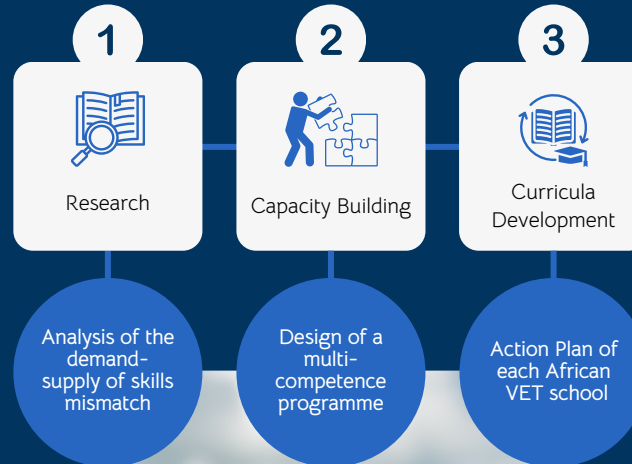 1
Research
Analysis of the
demand-
supply of skills
mismatch
2
Capacity Building
Design of a
multi-
competence
programme
3
Curricula
Development
Action Plan of
each African
VET school